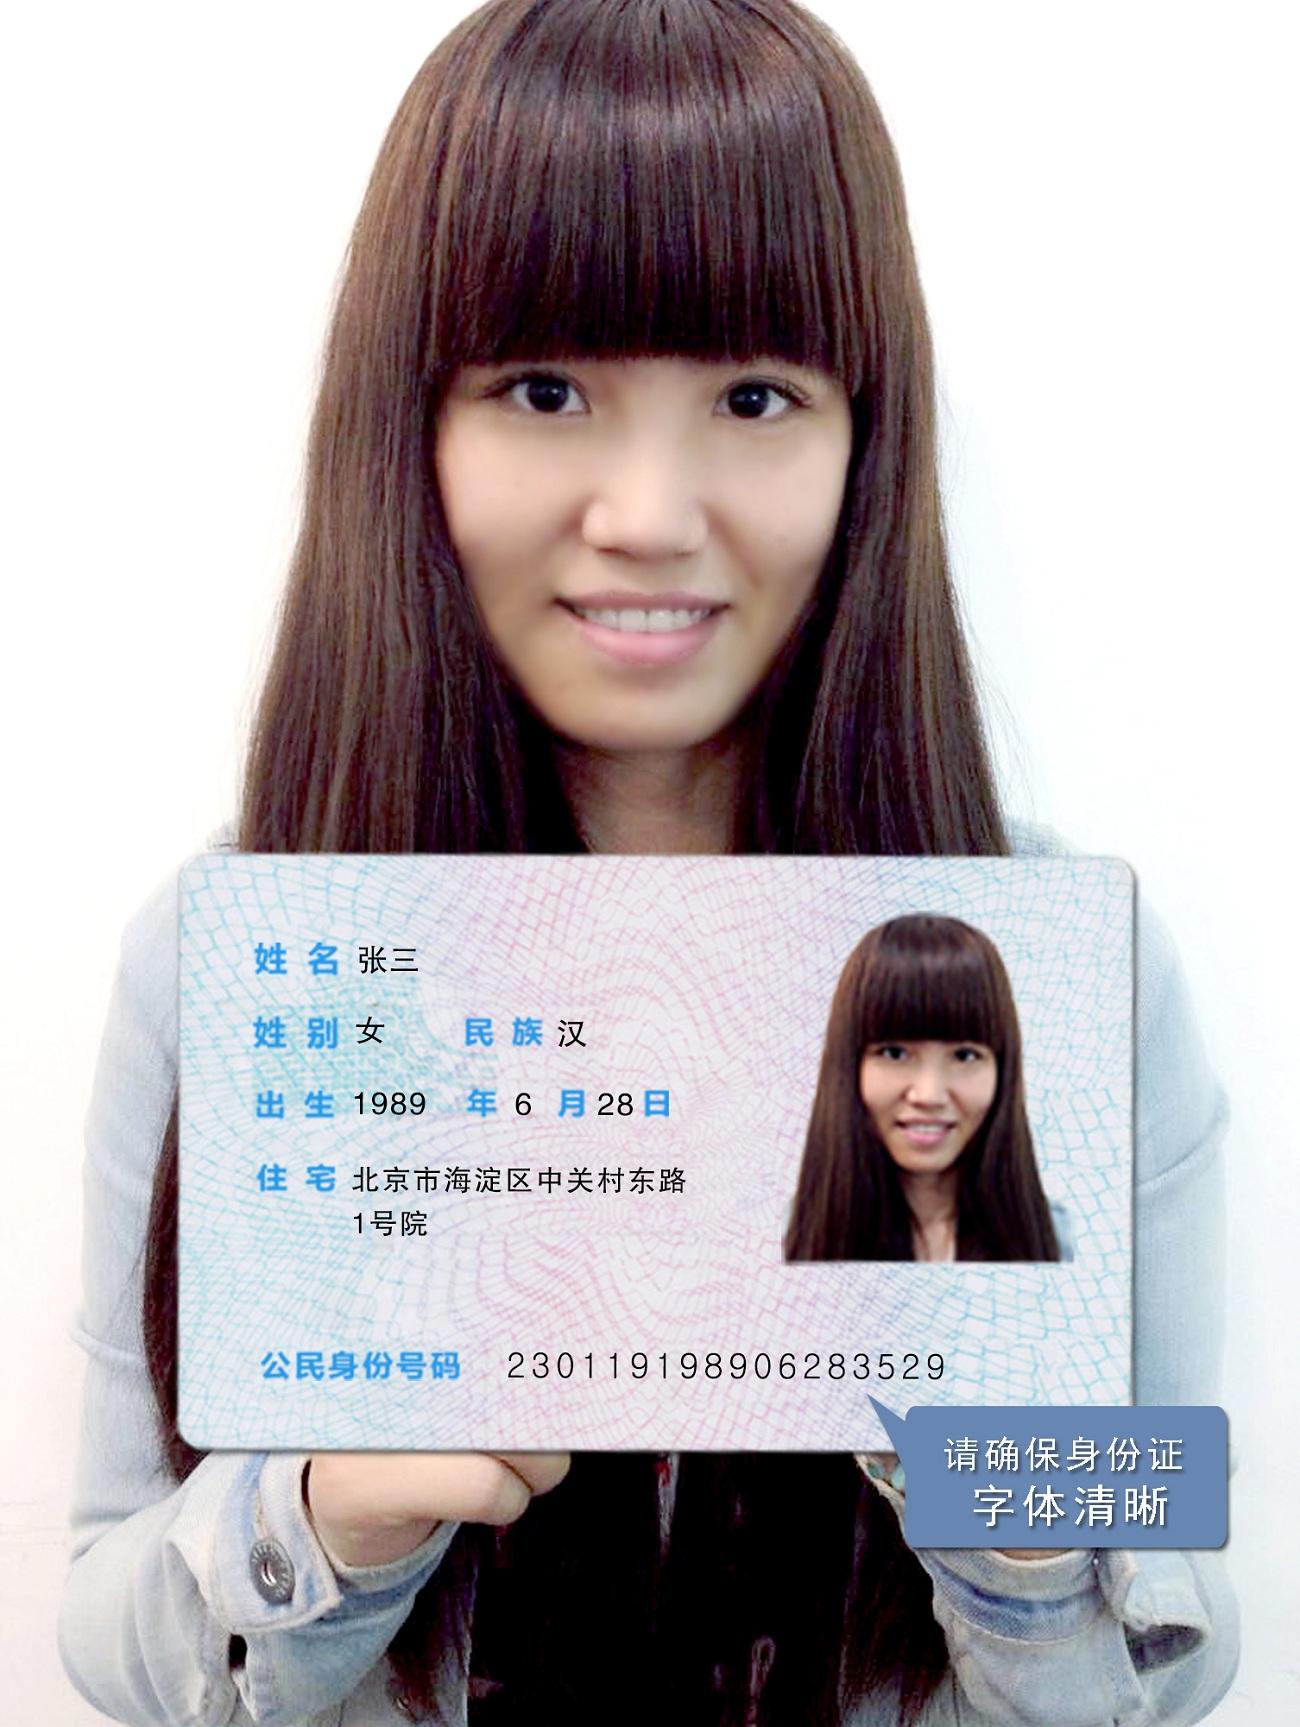 姓名 张三
姓别 女 民族 汉
出生 1989 年 6 月 28 日
住宅 北京市海淀区中关村东路
1号院
公民身份号码 230119198906283529
请确保身份证
字体清晰